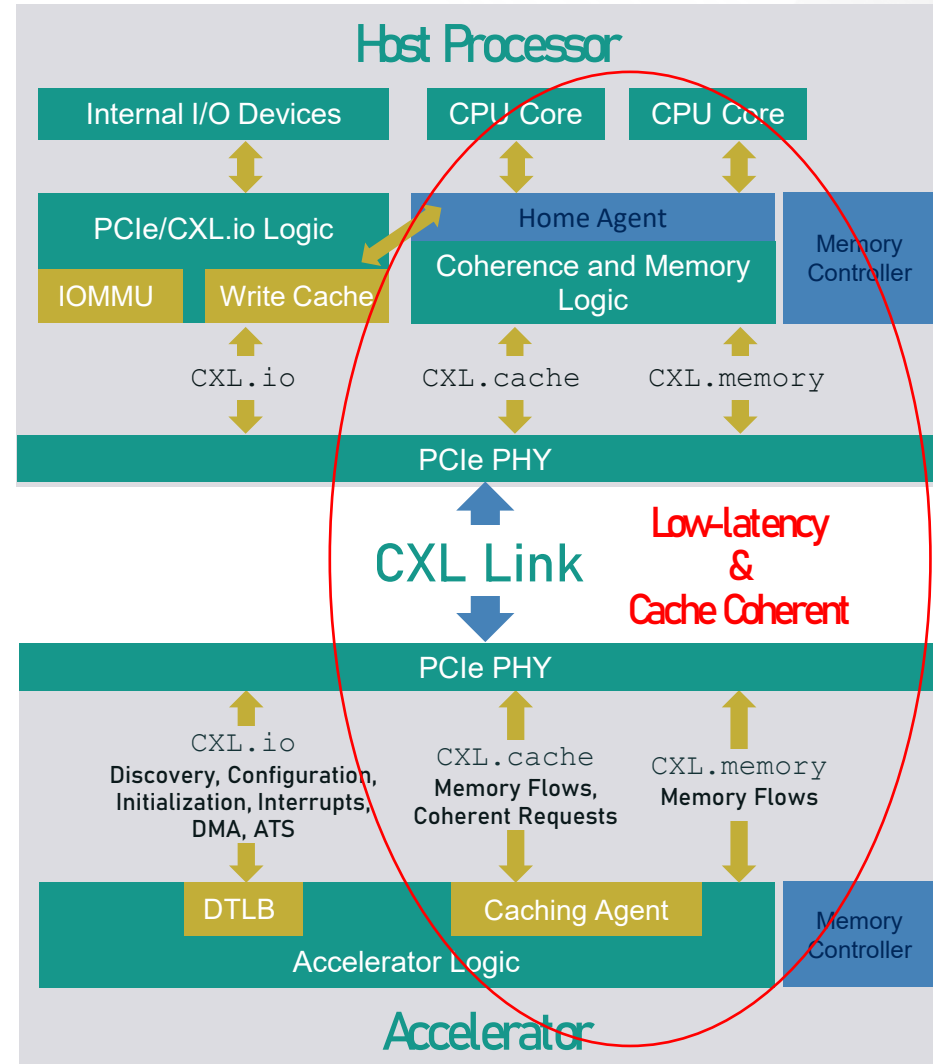 Host Processor
Internal I/O Devices
CPU Core
CPU Core
PCIe/CXL.io Logic
IOMMU
Write Cache
Home Agent
Coherence and Memory
Logic
Memory
Controller
CXL.io
CXL.cache
CXL.memory
PCIe PHY
CXL Link
Low-latency
&
Cache Coherent
PCIe PHY
CXL.io
Discovery, Configuration,
Initialization, Interrupts,
DMA, ATS
CXL.cache
Memory Flows,
Coherent Requests
CXL.memory
Memory Flows
DTLB
Caching Agent
Accelerator Logic
Memory
Controller
Accelerator